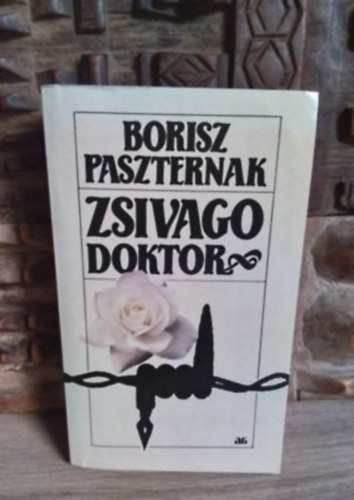 BORISZ
PASZTERNAK
ZSIVAGO
DOKTOR